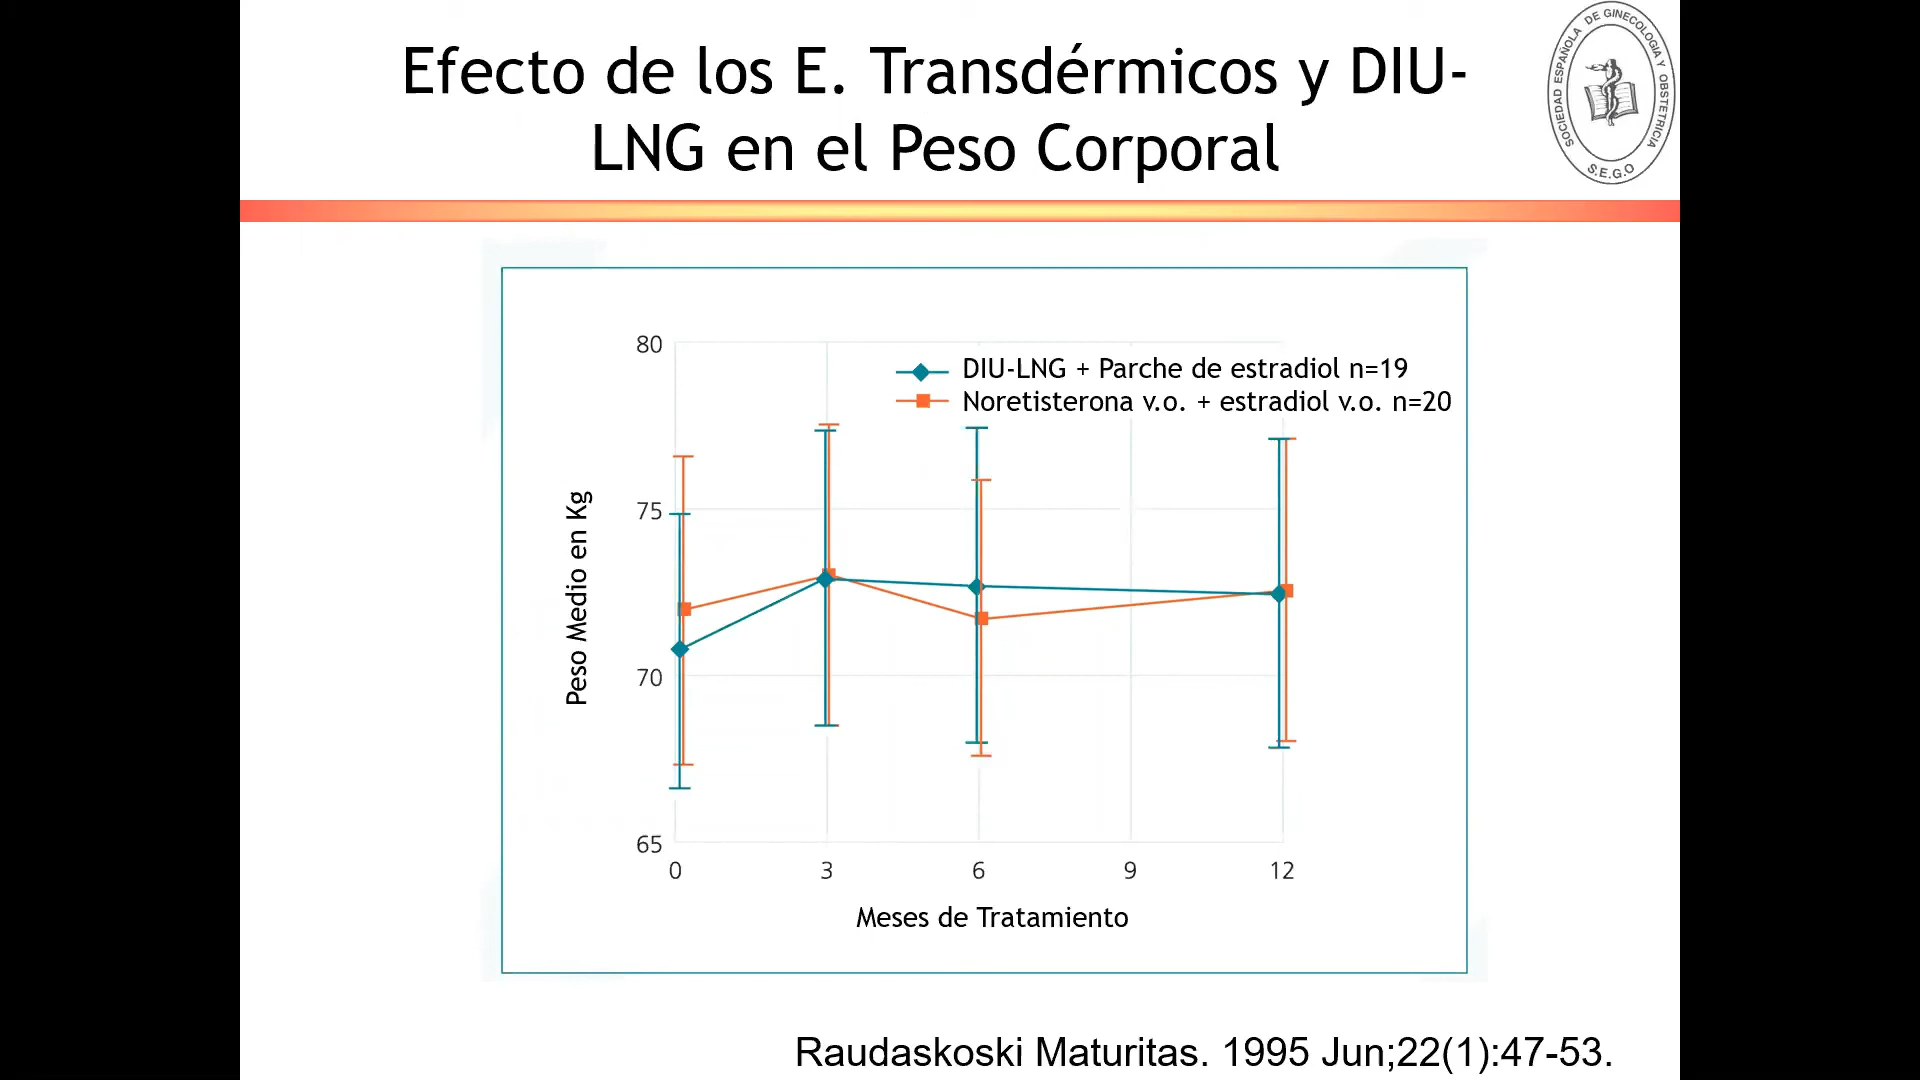 Efecto de los E. Transdérmicos y DIU-
LNG en el Peso Corporal
SOCIEDAD ESPAÑOLA DE GINECOLOGIA Y OBSTETRICIA
S.E.G.O
80
75
70
65
Peso Medio en Kg
DIU-LNG + Parche de estradiol n=19
Noretisterona v.o. + estradiol v.o. n=20
0 3 6 9 12
Meses de Tratamiento
Raudaskoski Maturitas. 1995 Jun;22(1):47-53.